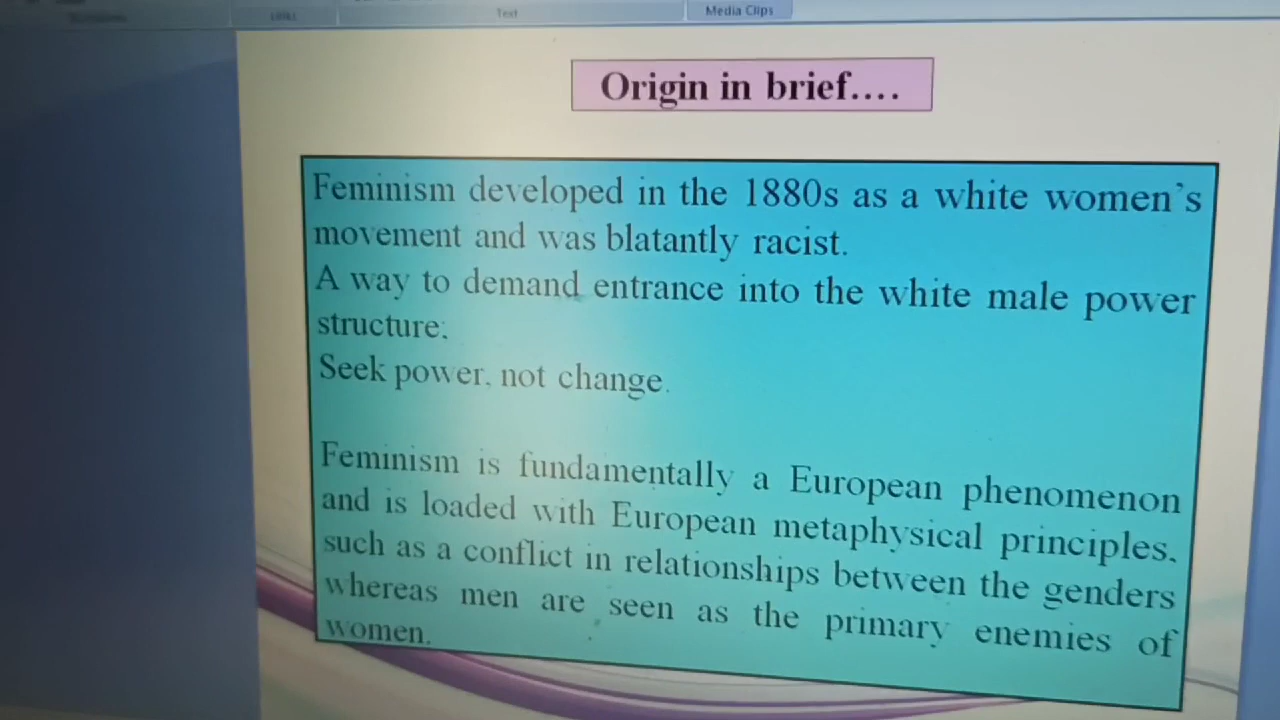 Text
Media Clips
Origin in brief....
Feminism developed in the 1880s as a white women's
movement and was blatantly racist.
A way to demand entrance into the white male power
structure;
Seek power, not change.
Feminism is fundamentally a European phenomenon
and is loaded with European metaphysical principles,
such as a conflict in relationships between the genders
whereas men are seen as the primary enemies of
women.